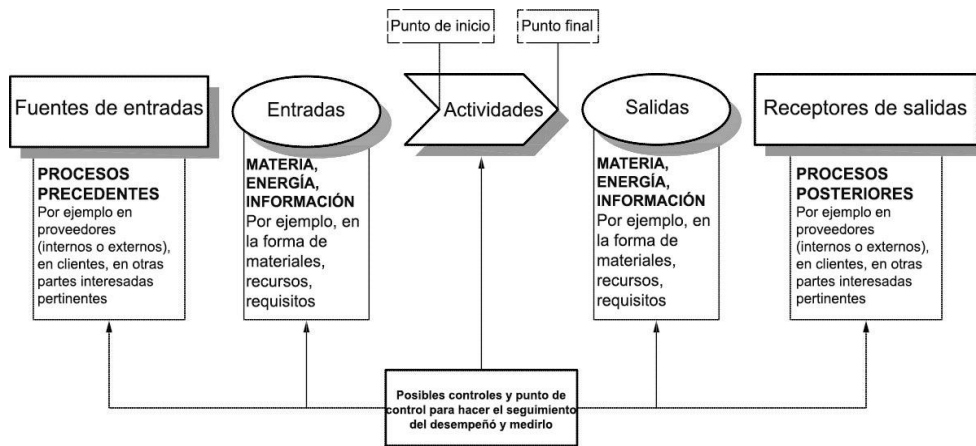 Punto de inicio
Punto final
Fuentes de entradas
Entradas
Actividades
Salidas
Receptores de salidas
PROCESOS
PRECEDENTES
Por ejemplo en
proveedores
(internos o externos),
en clientes, en otras
partes interesadas
pertinentes
MATERIA,
ENERGÍA,
INFORMACIÓN
Por ejemplo, en
la forma de
materiales,
recursos,
requisitos
MATERIA,
ENERGÍA,
INFORMACIÓN
Por ejemplo, en
la forma de
materiales,
recursos,
requisitos
PROCESOS
POSTERIORES
Por ejemplo en
proveedores
(internos o externos),
en clientes, en otras
partes interesadas
pertinentes
Posibles controles y punto de
control para hacer el seguimiento
del desempeñó y medirlo